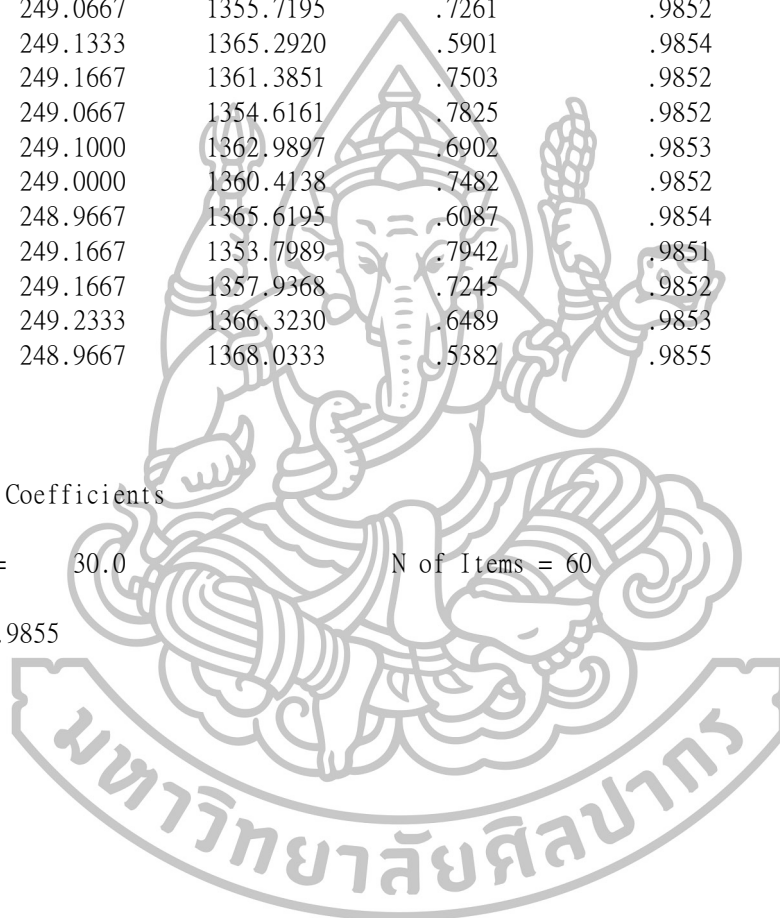 249.0667 1355.7195 .7261 .9852
249.1333 1365.2920 .5901 .9854
249.1667 1361.3851 .7503 .9852
249.0667 1354.6161 .7825 .9852
249.1000 1362.9897 .6902 .9853
249.0000 1360.4138 .7482 .9852
248.9667 1365.6195 .6087 .9854
249.1667 1353.7989 .7942 .9851
249.1667 1357.9368 .7245 .9852
249.2333 1366.3230 .6489 .9853
248.9667 1368.0333 .5382 .9855
Coefficients
= 30.0 N of Items = 60
.9855
มหาวิทยาลัยศิลปากร